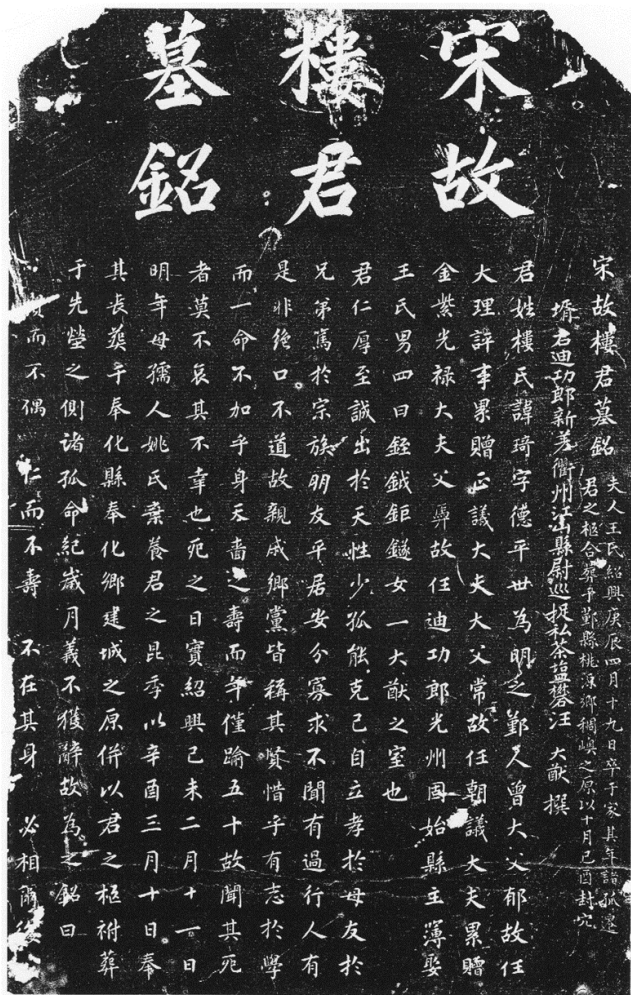 宋故
樓君
墓銘
宋故樓君墓銘
夫人王氏紹興庚辰四月十九日卒于家其年諸孤遷
君之柩合葬乎鄞縣桃源鄉稠嶼之原以十月己酉封穴
壻右迪功郎新差衢州江山縣尉巡捉私茶鹽礬汪大猷撰
君姓樓氏諱琦字德平世為明之鄞人曾大父郁故任
大理評事累贈正議大夫大父常故任朝議大夫累贈
金紫光祿大夫父弆故任迪功郎光州固始縣主簿娶
王氏男四曰銍鉞鉅鐩女一大猷之室也
君仁厚至誠出於天性少孤能克己自立孝於母友於
兄弟篤於宗族朋友平居安分寡求不聞有過行人有
是非絕口不道故親戚鄉黨皆稱其賢惜乎有志於學
而一命不加乎身天嗇之壽而年僅踰五十故聞其死
者莫不哀其不幸也死之日實紹興己未二月十一日
明年母孺人姚氏棄養君之昆季以辛酉三月十日奉
其喪葬乎奉化縣奉化鄉建城之原併以君之柩祔葬
于先塋之側諸孤命紀歲月義不獲辭故為之銘曰
而不偶 仁而不壽 不在其身 必相爾後